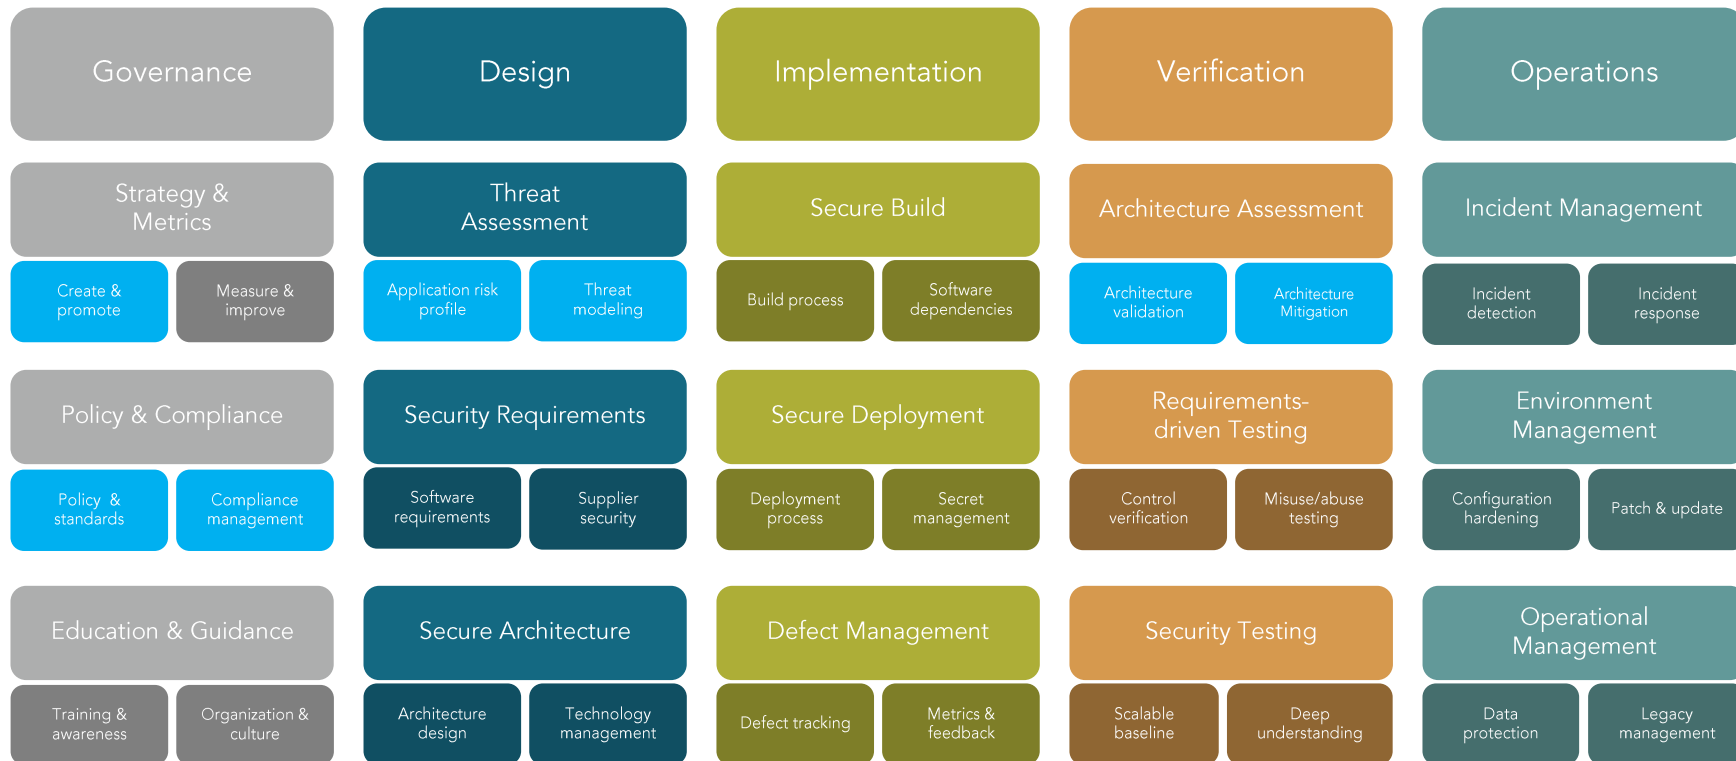 Governance
Design
Implementation
Verification
Operations
Strategy &
Metrics
Threat
Assessment
Secure Build
Architecture Assessment
Incident Management
Create &
promote
Measure &
improve
Application risk
profile
Threat
modeling
Build process
Software
dependencies
Architecture
validation
Architecture
Mitigation
Incident
detection
Incident
response
Policy & Compliance
Security Requirements
Secure Deployment
Requirements-
driven Testing
Environment
Management
Policy &
standards
Compliance
management
Software
requirements
Supplier
security
Deployment
process
Secret
management
Control
verification
Misuse/abuse
testing
Configuration
hardening
Patch & update
Education & Guidance
Secure Architecture
Defect Management
Security Testing
Operational
Management
Training &
awareness
Organization &
culture
Architecture
design
Technology
management
Defect tracking
Metrics &
feedback
Scalable
baseline
Deep
understanding
Data
protection
Legacy
management